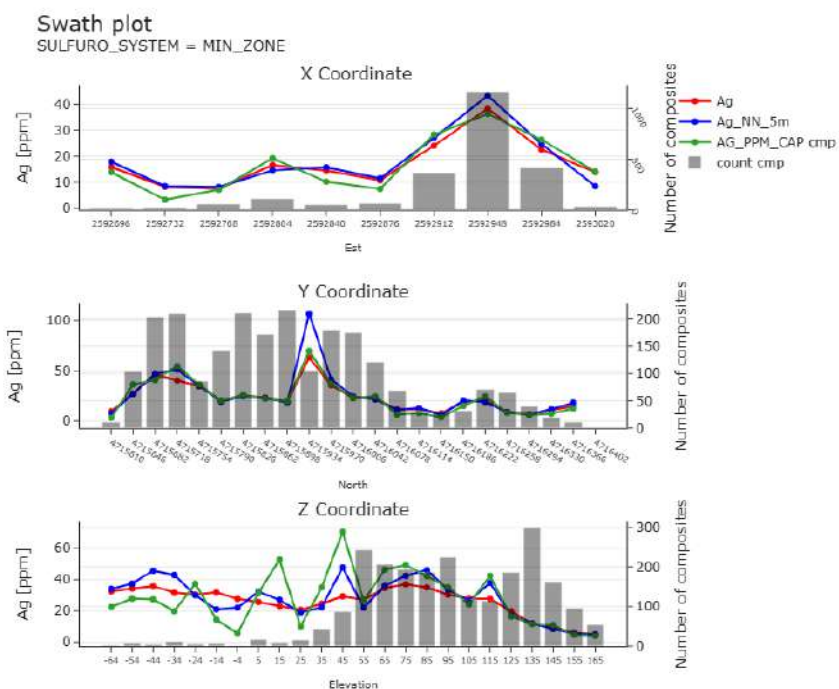 Swath plot
SULFURO_SYSTEM = MIN_ZONE
X Coordinate
Ag [ppm]
40
30
20
10
0
1000
500
0
Number of composites
Ag
Ag_NN_5m
AG_PPM_CAP cmp
count cmp
2592696 2592732 2592768 2592804 2592840 2592876 2592912 2592948 2592984 2593020
Est
Y Coordinate
Ag [ppm]
100
50
0
200
150
100
50
0
Number of composites
4715610 4715646 4715682 4715718 4715754 4715790 4715826 4715862 4715898 4715934 4715970 4716006 4716042 4716078 4716114 4716150 4716186 4716222 4716258 4716294 4716330 4716366 4716402
North
Z Coordinate
Ag [ppm]
60
40
20
0
300
200
100
0
Number of composites
-64 -54 -44 -34 -24 -14 -4 5 15 25 35 45 55 65 75 85 95 105 115 125 135 145 155 165
Elevation